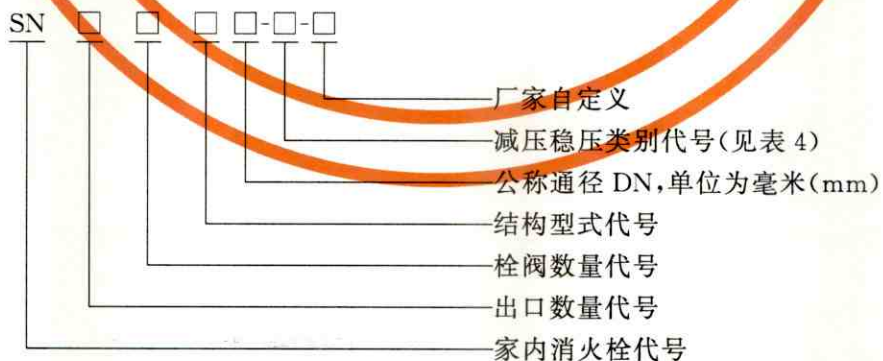 SN □ □ □ □-□-□
厂家自定义
减压稳压类别代号(见表 4)
公称通径 DN,单位为毫米(mm)
结构型式代号
栓阀数量代号
出口数量代号
家内消火栓代号